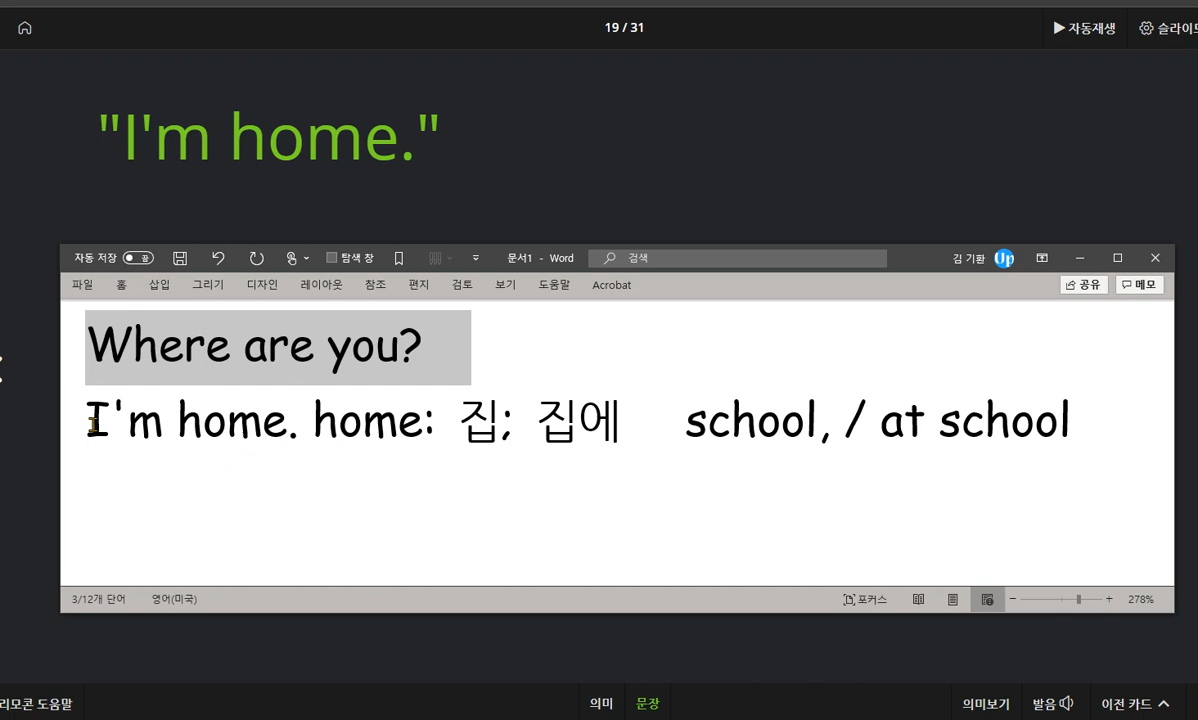 19 / 31
▶ 자동재생
"I'm home."
자동 저장 끔
탐색 창
문서1 - Word
검색
김 기환
Up
파일 홈 삽입 그리기 디자인 레이아웃 참조 편지 검토 보기 도움말 Acrobat
공유 메모
Where are you?
I'm home. home: 집; 집에 school, / at school
3/12개 단어 영어(미국)
포커스
278%
리모콘 도움말
의미 문장
의미보기 발음 이전 카드